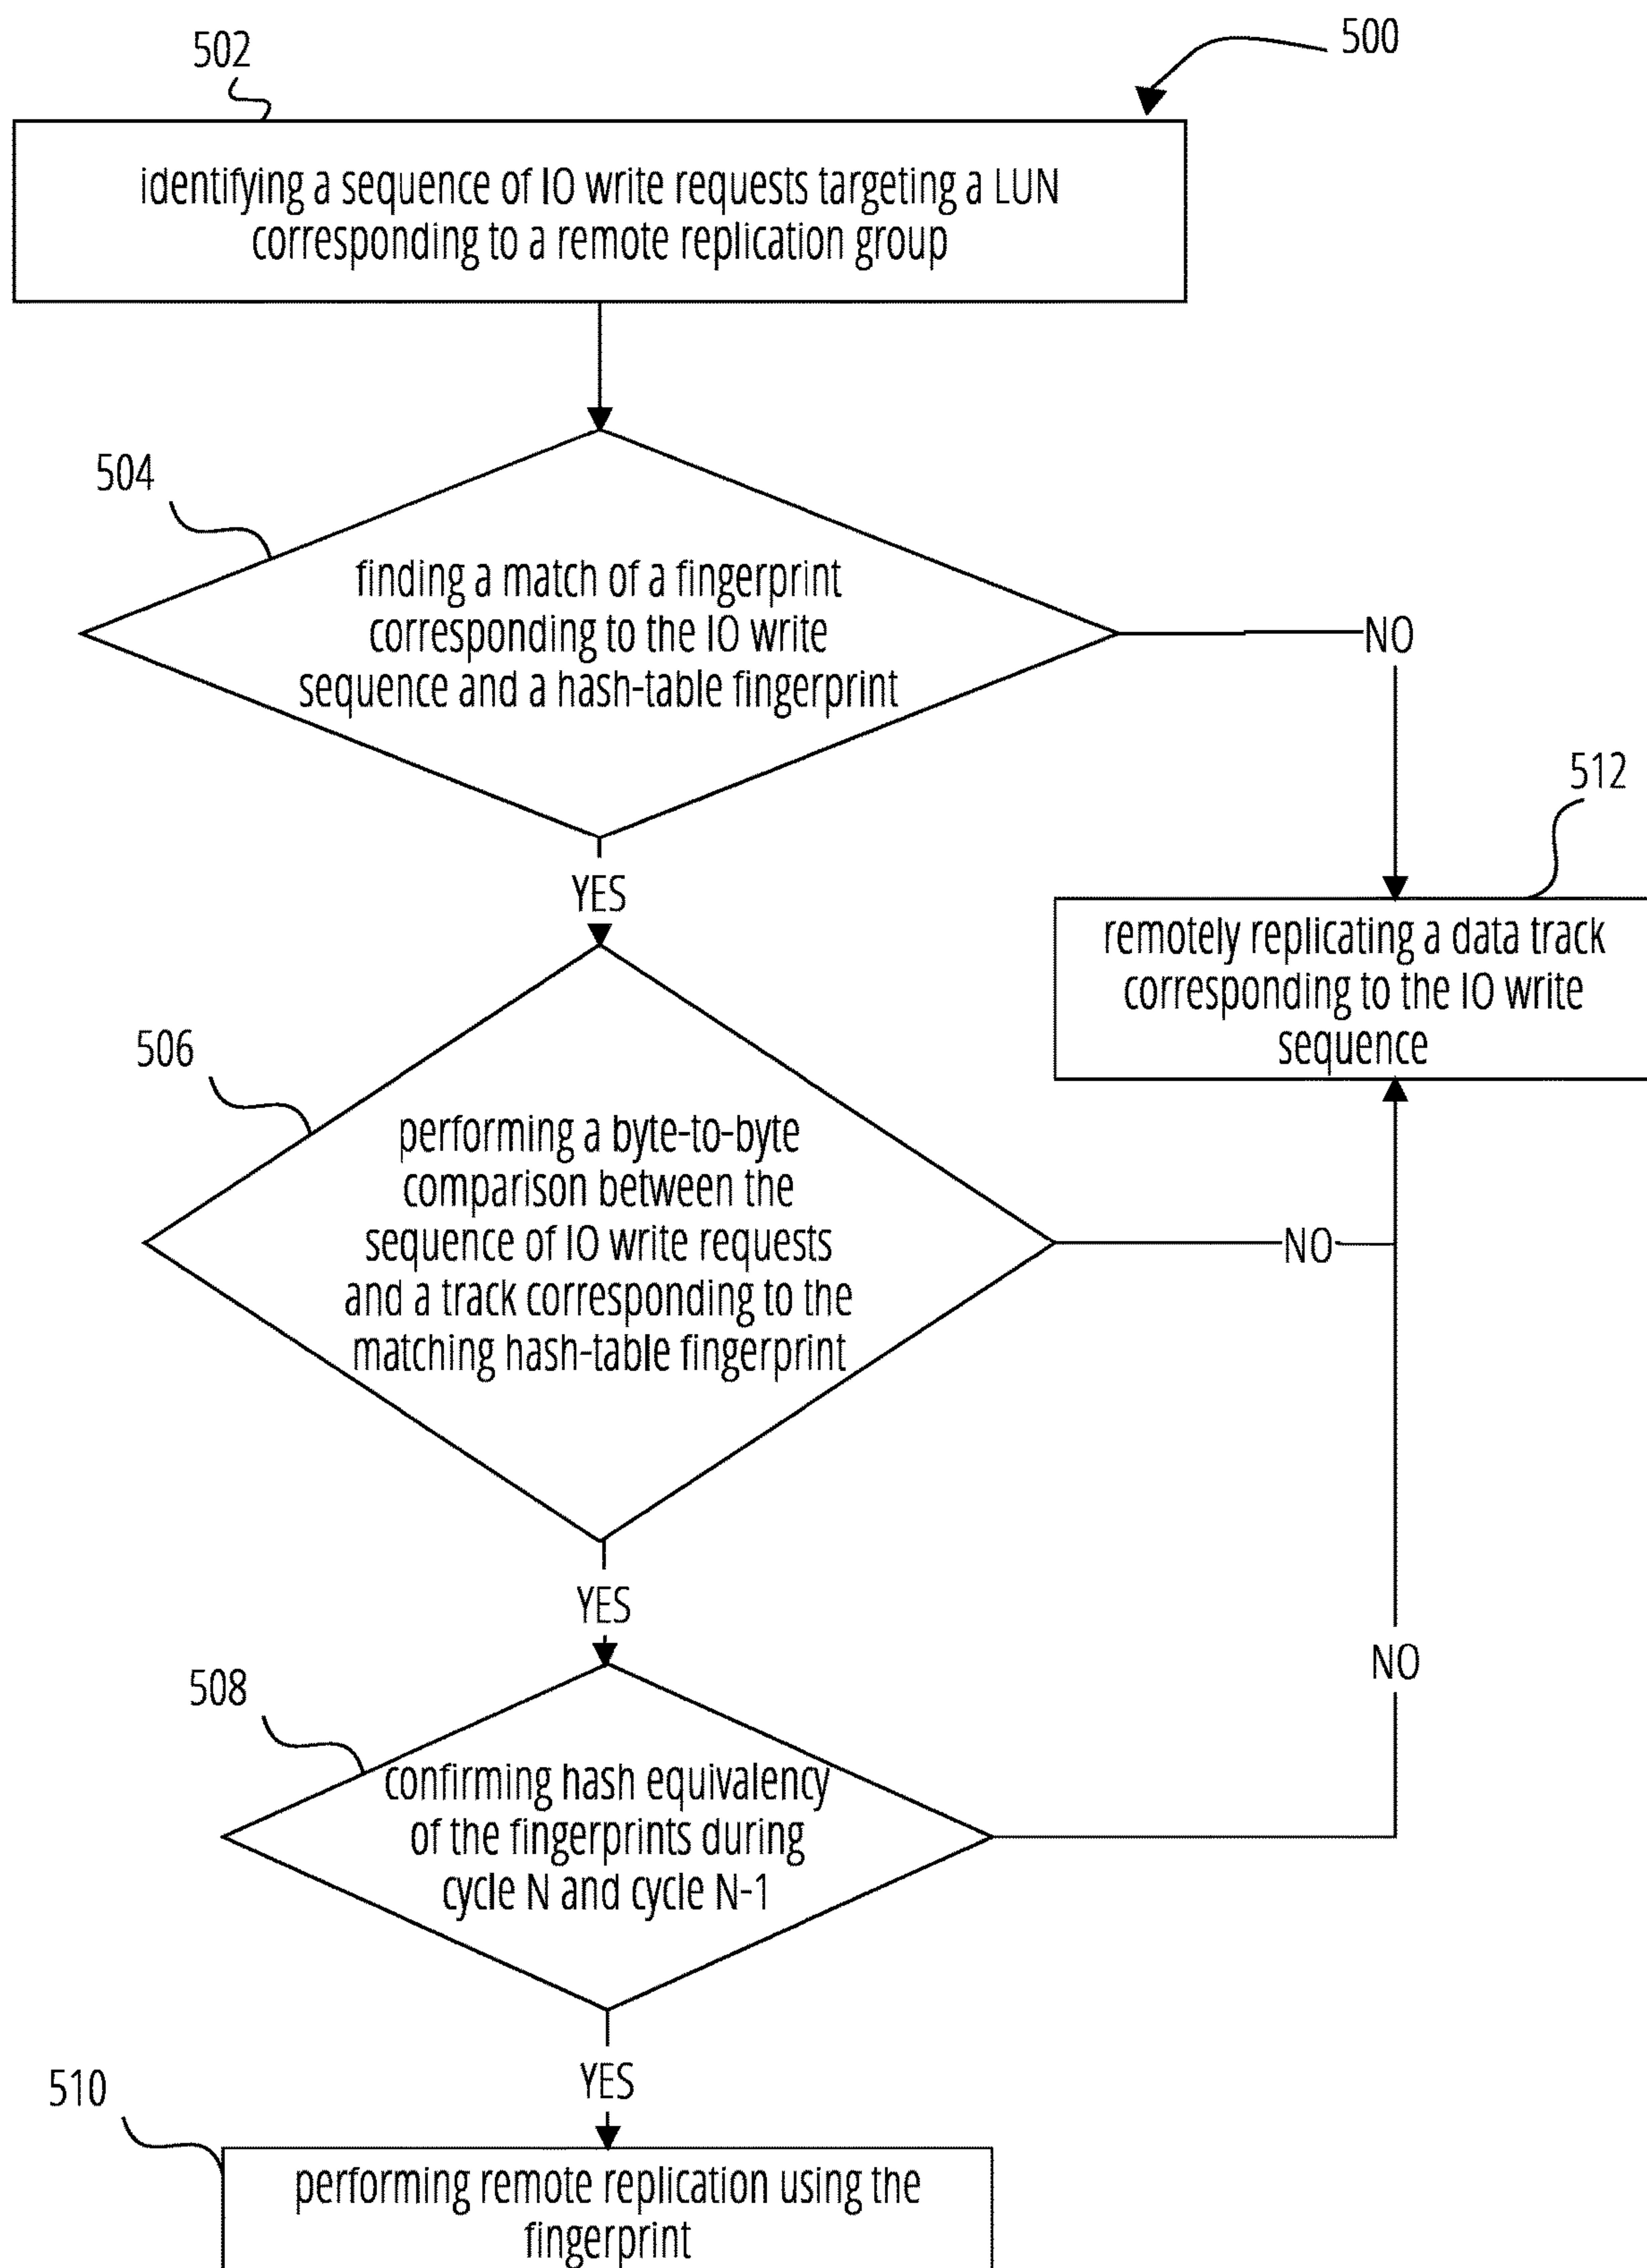 500
502
identifying a sequence of IO write requests targeting a LUN
corresponding to a remote replication group
504
finding a match of a fingerprint
corresponding to the IO write
sequence and a hash-table fingerprint
NO
YES
512
remotely replicating a data track
corresponding to the IO write
sequence
506
performing a byte-to-byte
comparison between the
sequence of IO write requests
and a track corresponding to the
matching hash-table fingerprint
NO
YES
508
confirming hash equivalency
of the fingerprints during
cycle N and cycle N-1
NO
YES
510
performing remote replication using the
fingerprint